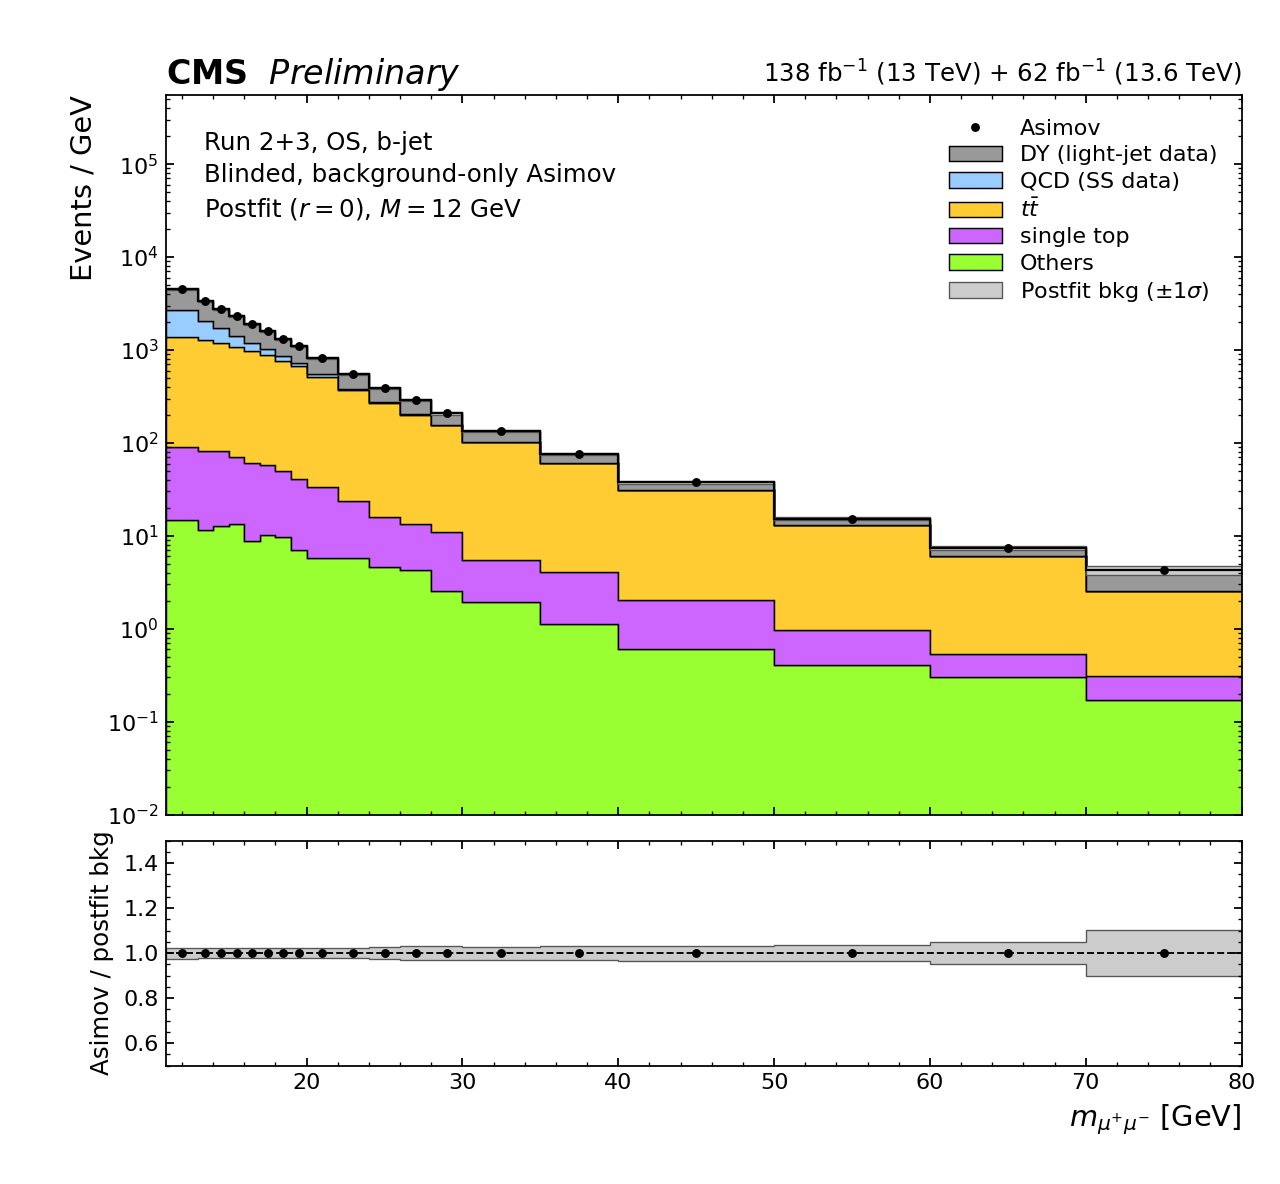 CMS Preliminary
138 fb⁻¹ (13 TeV) + 62 fb⁻¹ (13.6 TeV)
Events / GeV
Run 2+3, OS, b-jet
Blinded, background-only Asimov
Postfit (r = 0), M = 12 GeV
Asimov
DY (light-jet data)
QCD (SS data)
tt̄
single top
Others
Postfit bkg (±1σ)
10⁵
10⁴
10³
10²
10¹
10⁰
10⁻¹
10⁻²
Asimov / postfit bkg
1.4
1.2
1.0
0.8
0.6
20 30 40 50 60 70 80
m_μ⁺μ⁻ [GeV]